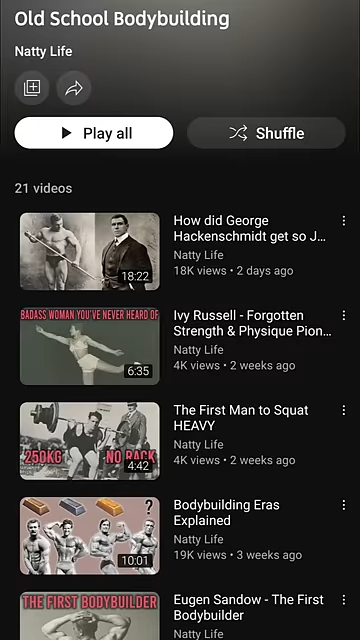 Old School Bodybuilding
Natty Life
Play all
Shuffle
21 videos
18:22
How did George
Hackenschmidt get so J...
Natty Life
18K views • 2 days ago
BADASS WOMAN YOU'VE NEVER HEARD OF
6:35
Ivy Russell - Forgotten
Strength & Physique Pion...
Natty Life
4K views • 2 weeks ago
250KG
NO RACK
4:42
The First Man to Squat
HEAVY
Natty Life
4K views • 2 weeks ago
?
10:01
Bodybuilding Eras
Explained
Natty Life
19K views • 3 weeks ago
THE FIRST BODYBUILDER
Eugen Sandow - The First
Bodybuilder
Natty Life